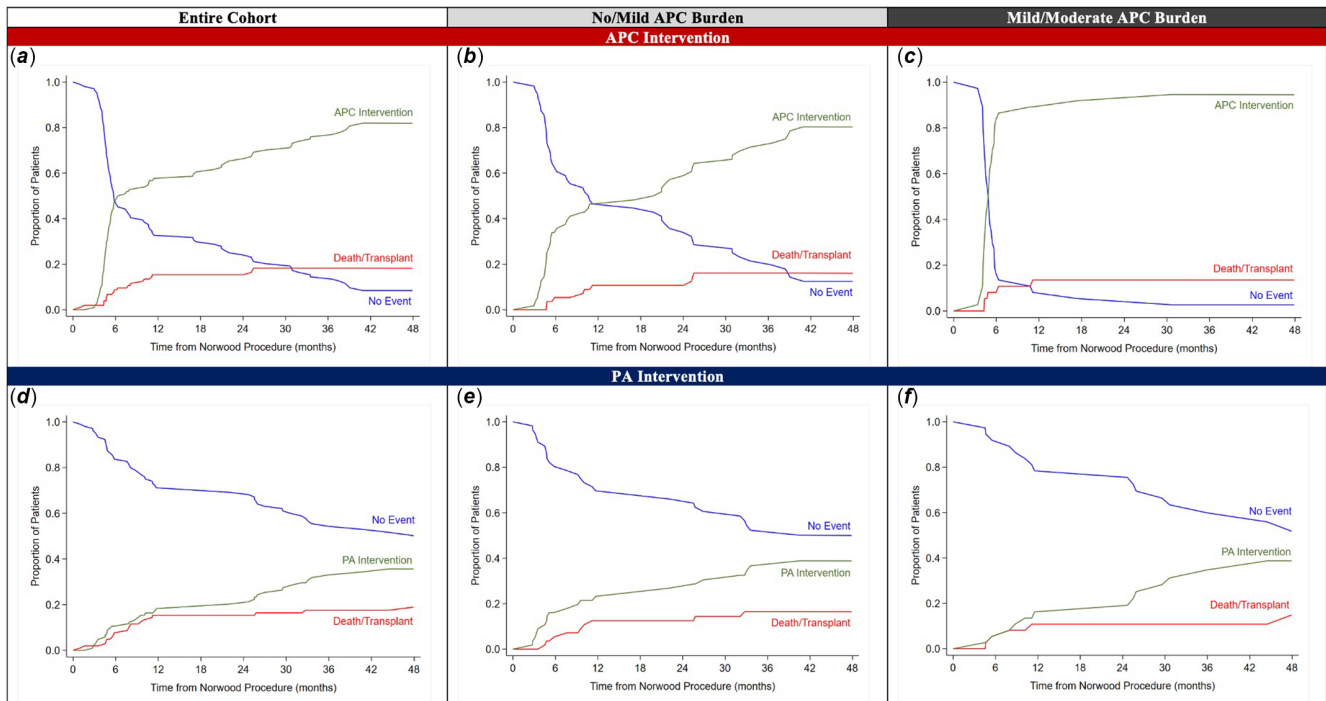 Entire Cohort
No/Mild APC Burden
Mild/Moderate APC Burden
APC Intervention
(a)
1.0
0.8
0.6
0.4
0.2
0.0
Proportion of Patients
APC Intervention
Death/Transplant
No Event
0 6 12 18 24 30 36 42 48
Time from Norwood Procedure (months)
(b)
1.0
0.8
0.6
0.4
0.2
0.0
Proportion of Patients
APC Intervention
Death/Transplant
No Event
0 6 12 18 24 30 36 42 48
Time from Norwood Procedure (months)
(c)
1.0
0.8
0.6
0.4
0.2
0.0
Proportion of Patients
APC Intervention
Death/Transplant
No Event
0 6 12 18 24 30 36 42 48
Time from Norwood Procedure (months)
PA Intervention
(d)
1.0
0.8
0.6
0.4
0.2
0.0
Proportion of Patients
No Event
PA Intervention
Death/Transplant
0 6 12 18 24 30 36 42 48
Time from Norwood Procedure (months)
(e)
1.0
0.8
0.6
0.4
0.2
0.0
Proportion of Patients
No Event
PA Intervention
Death/Transplant
0 6 12 18 24 30 36 42 48
Time from Norwood Procedure (months)
(f)
1.0
0.8
0.6
0.4
0.2
0.0
Proportion of Patients
No Event
PA Intervention
Death/Transplant
0 6 12 18 24 30 36 42 48
Time from Norwood Procedure (months)